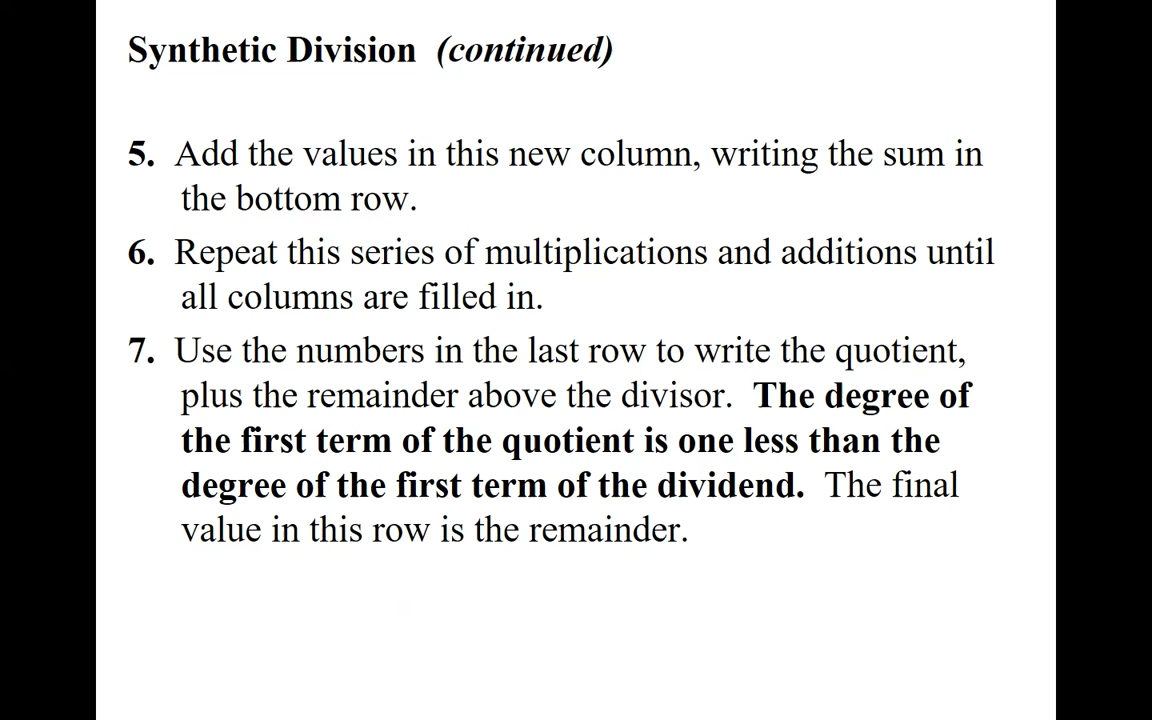 Synthetic Division (continued)
5. Add the values in this new column, writing the sum in
the bottom row.
6. Repeat this series of multiplications and additions until
all columns are filled in.
7. Use the numbers in the last row to write the quotient,
plus the remainder above the divisor. The degree of
the first term of the quotient is one less than the
degree of the first term of the dividend. The final
value in this row is the remainder.